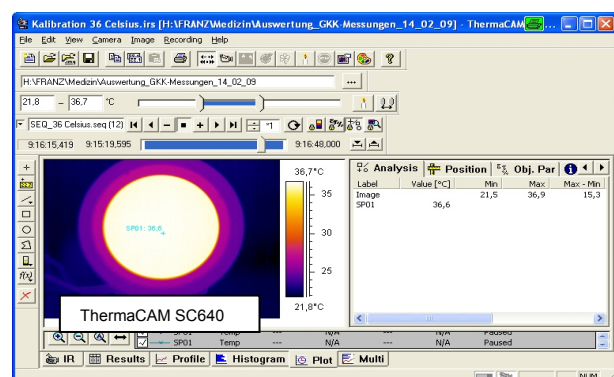 Kalibration 36 Celsius.irs [H:\FRANZ\Medizin\Auswertung_GKK-Messungen_14_02_09] - ThermaCAM
File Edit View Camera Image Recording Help
H:\FRANZ\Medizin\Auswertung_GKK-Messungen_14_02_09 ...
21,8 - 36,7 °C
SEQ_36 Celsius.seq (12) *1
9:16:15,419 9:15:19,595 9:16:48,000
Analysis Position Obj. Par
Label Value [°C] Min Max Max - Min
Image 21,5 36,9 15,3
SP01 36,6
36,7°C
35
SP01: 36,6
30
25
21,8°C
ThermaCAM SC640
SP01 Temp --- N/A --- N/A Paused
SP01 Temp --- N/A --- N/A Paused
IR Results Profile Histogram Plot Multi
NUM